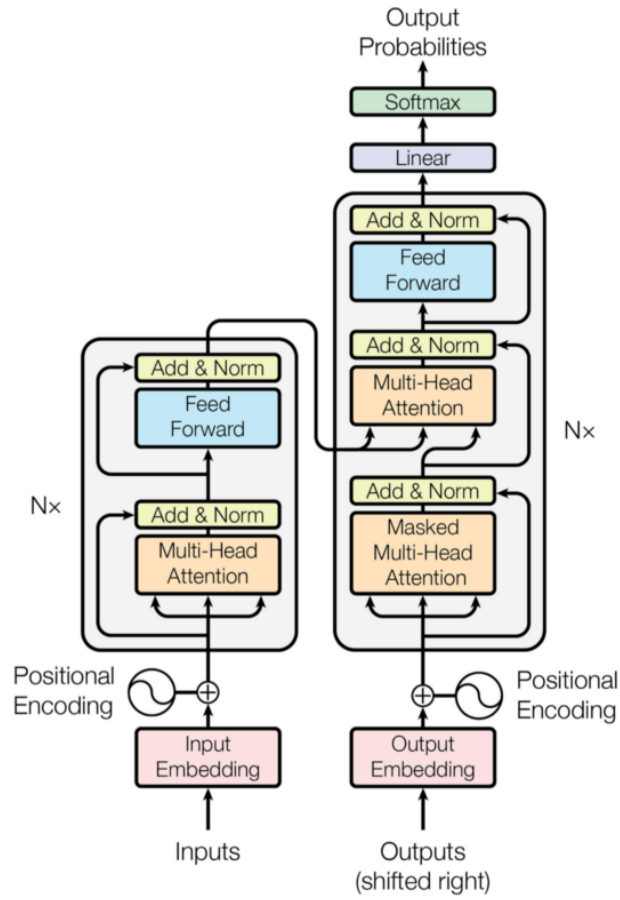 Output
Probabilities
Softmax
Linear
Add & Norm
Feed
Forward
Add & Norm
Multi-Head
Attention
Add & Norm
Masked
Multi-Head
Attention
N×
Add & Norm
Feed
Forward
Add & Norm
Multi-Head
Attention
N×
Positional
Encoding
Positional
Encoding
Input
Embedding
Output
Embedding
Inputs
Outputs
(shifted right)